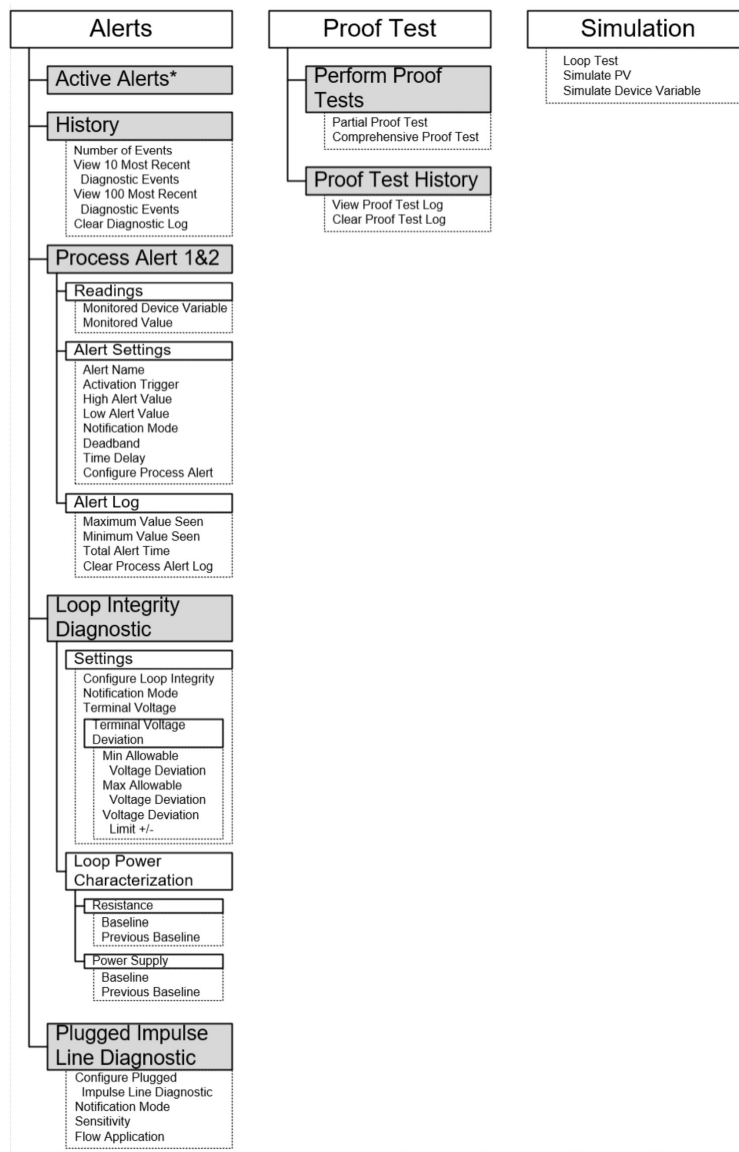 Alerts
Active Alerts*
History
Number of Events
View 10 Most Recent
Diagnostic Events
View 100 Most Recent
Diagnostic Events
Clear Diagnostic Log
Process Alert 1&2
Readings
Monitored Device Variable
Monitored Value
Alert Settings
Alert Name
Activation Trigger
High Alert Value
Low Alert Value
Notification Mode
Deadband
Time Delay
Configure Process Alert
Alert Log
Maximum Value Seen
Minimum Value Seen
Total Alert Time
Clear Process Alert Log
Loop Integrity
Diagnostic
Settings
Configure Loop Integrity
Notification Mode
Terminal Voltage
Terminal Voltage
Deviation
Min Allowable
Voltage Deviation
Max Allowable
Voltage Deviation
Voltage Deviation
Limit +/-
Loop Power
Characterization
Resistance
Baseline
Previous Baseline
Power Supply
Baseline
Previous Baseline
Plugged Impulse
Line Diagnostic
Configure Plugged
Impulse Line Diagnostic
Notification Mode
Sensitivity
Flow Application
Proof Test
Perform Proof
Tests
Partial Proof Test
Comprehensive Proof Test
Proof Test History
View Proof Test Log
Clear Proof Test Log
Simulation
Loop Test
Simulate PV
Simulate Device Variable